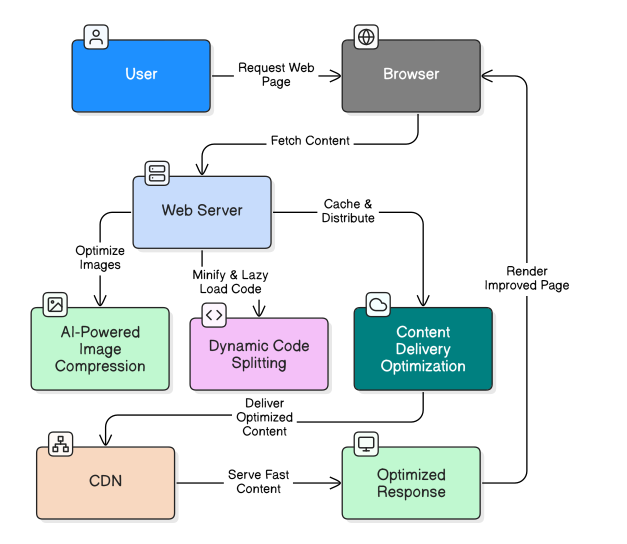 User
Request Web
Page
Browser
Fetch Content
Web Server
Cache &
Distribute
Optimize
Images
Minify & Lazy
Load Code
Render
Improved Page
AI-Powered
Image
Compression
Dynamic Code
Splitting
Content
Delivery
Optimization
Deliver
Optimized
Content
CDN
Serve Fast
Content
Optimized
Response